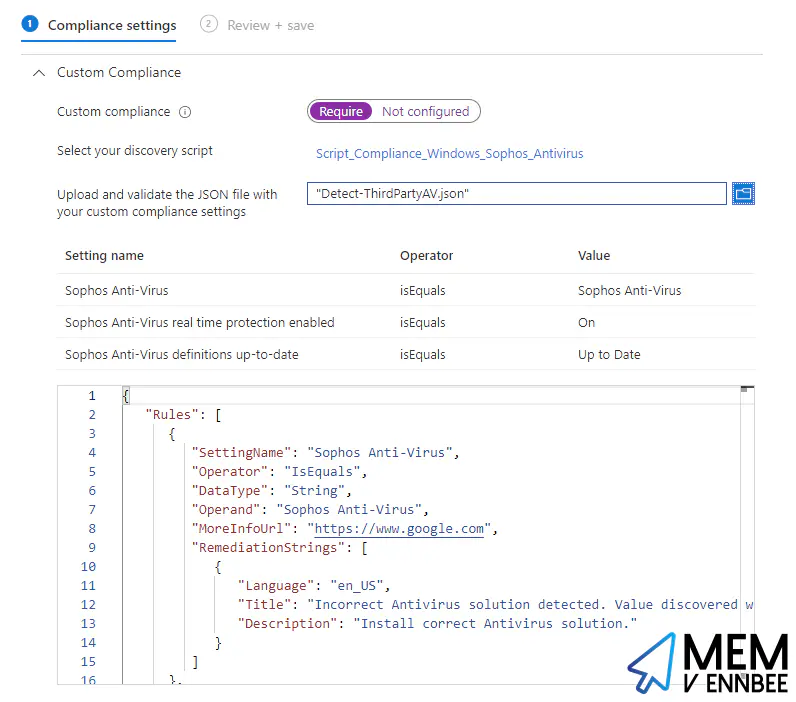 1 Compliance settings 2 Review + save
Custom Compliance
Custom compliance Require Not configured
Select your discovery script Script_Compliance_Windows_Sophos_Antivirus
Upload and validate the JSON file with "Detect-ThirdPartyAV.json"
your custom compliance settings
Setting name Operator Value
Sophos Anti-Virus isEquals Sophos Anti-Virus
Sophos Anti-Virus real time protection enabled isEquals On
Sophos Anti-Virus definitions up-to-date isEquals Up to Date
1 {
2 "Rules": [
3 {
4 "SettingName": "Sophos Anti-Virus",
5 "Operator": "IsEquals",
6 "DataType": "String",
7 "Operand": "Sophos Anti-Virus",
8 "MoreInfoUrl": "https://www.google.com",
9 "RemediationStrings": [
10 {
11 "Language": "en_US",
12 "Title": "Incorrect Antivirus solution detected. Value discovered w
13 "Description": "Install correct Antivirus solution."
14 }
15 ]
16 },
MEM
V ENNBEE